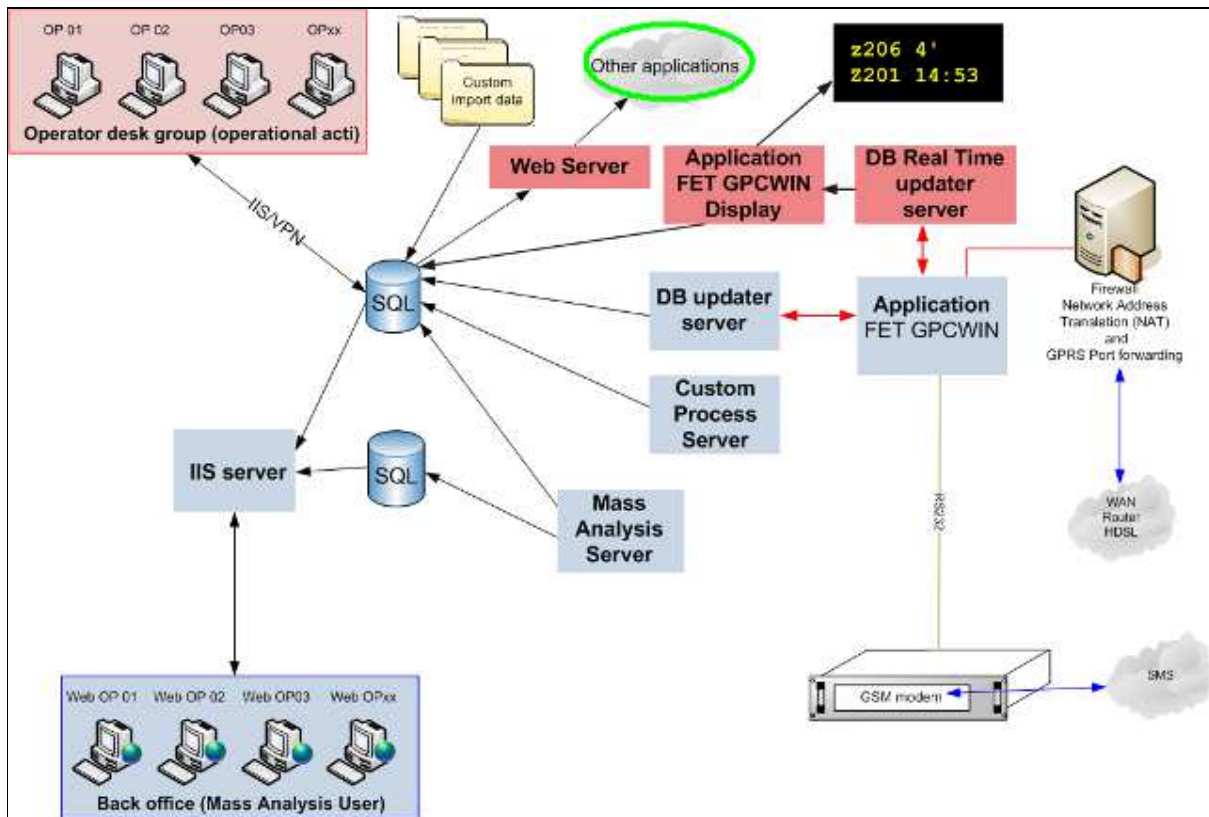 OP 01
OP 02
OP03
OPxx
Operator desk group (operational acti)
Custom
import data
Other applications
z206 4'
Z201 14:53
Web Server
Application
FET GPCWIN
Display
DB Real Time
updater
server
IIS/VPN
SQL
DB updater
server
Application
FET GPCWIN
Firewall
Network Address
Translation (NAT)
and
GPRS Port forwarding
Custom
Process
Server
IIS server
SQL
Mass
Analysis
Server
RS232
WAN
Router
HDSL
GSM modem
SMS
Web OP 01
Web OP 02
Web OP03
Web OPxx
Back office (Mass Analysis User)